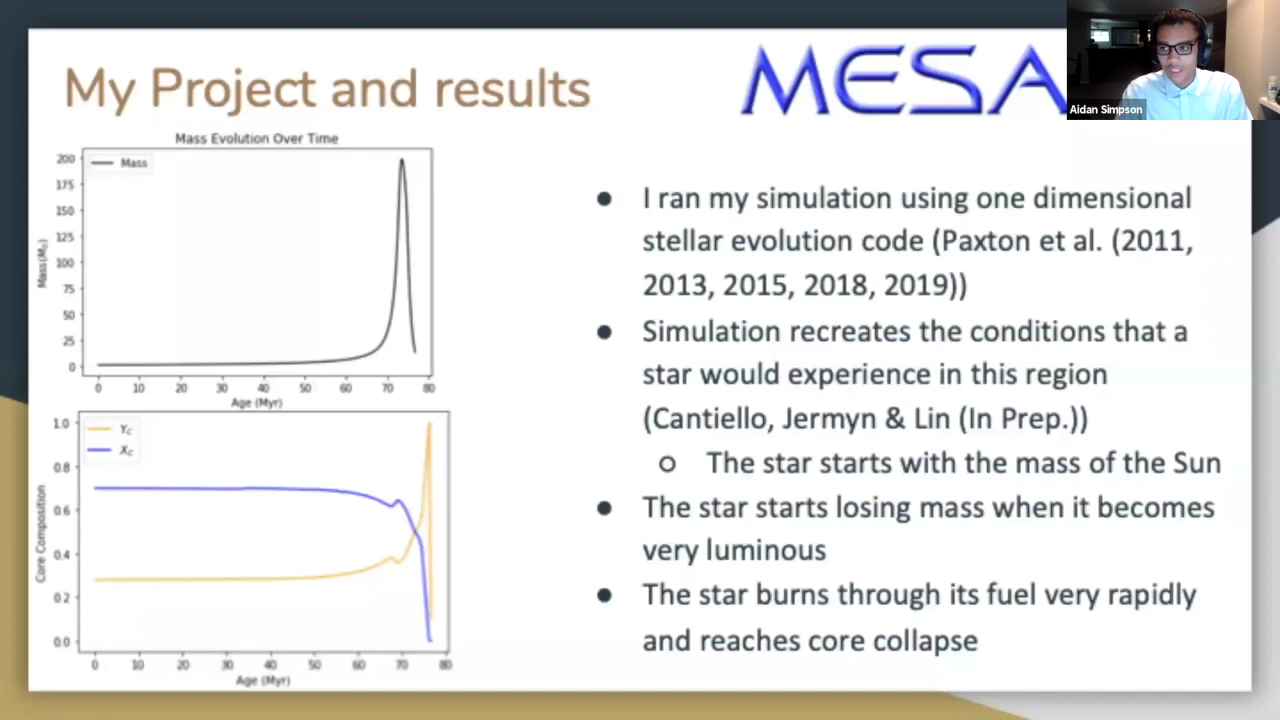 My Project and results
MESA
Aidan Simpson
Mass Evolution Over Time
Mass
200
175
150
125
100
75
50
25
0
Mass(M☉)
0 10 20 30 40 50 60 70 80
Age (Myr)
Y_C
X_C
1.0
0.8
0.6
0.4
0.2
0.0
Core Composition
0 10 20 30 40 50 60 70 80
Age (Myr)
● I ran my simulation using one dimensional
stellar evolution code (Paxton et al. (2011,
2013, 2015, 2018, 2019))
● Simulation recreates the conditions that a
star would experience in this region
(Cantiello, Jermyn & Lin (In Prep.))
○ The star starts with the mass of the Sun
● The star starts losing mass when it becomes
very luminous
● The star burns through its fuel very rapidly
and reaches core collapse